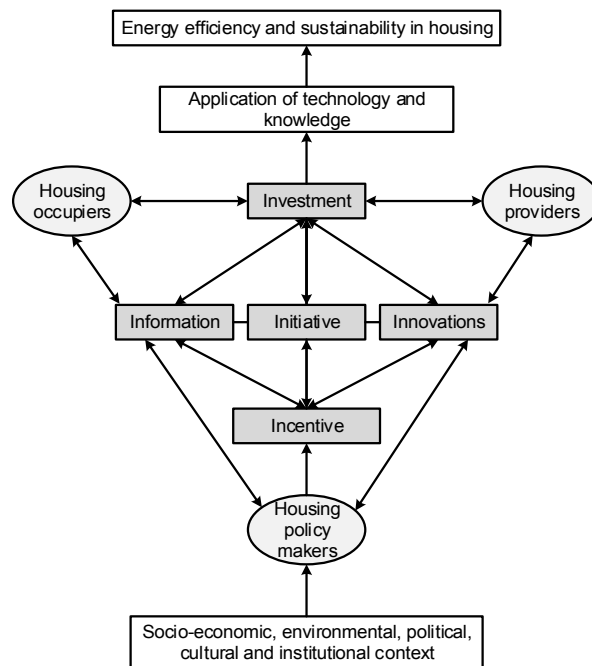 Energy efficiency and sustainability in housing
Application of technology and
knowledge
Housing
occupiers
Investment
Housing
providers
Information
Initiative
Innovations
Incentive
Housing
policy
makers
Socio-economic, environmental, political,
cultural and institutional context